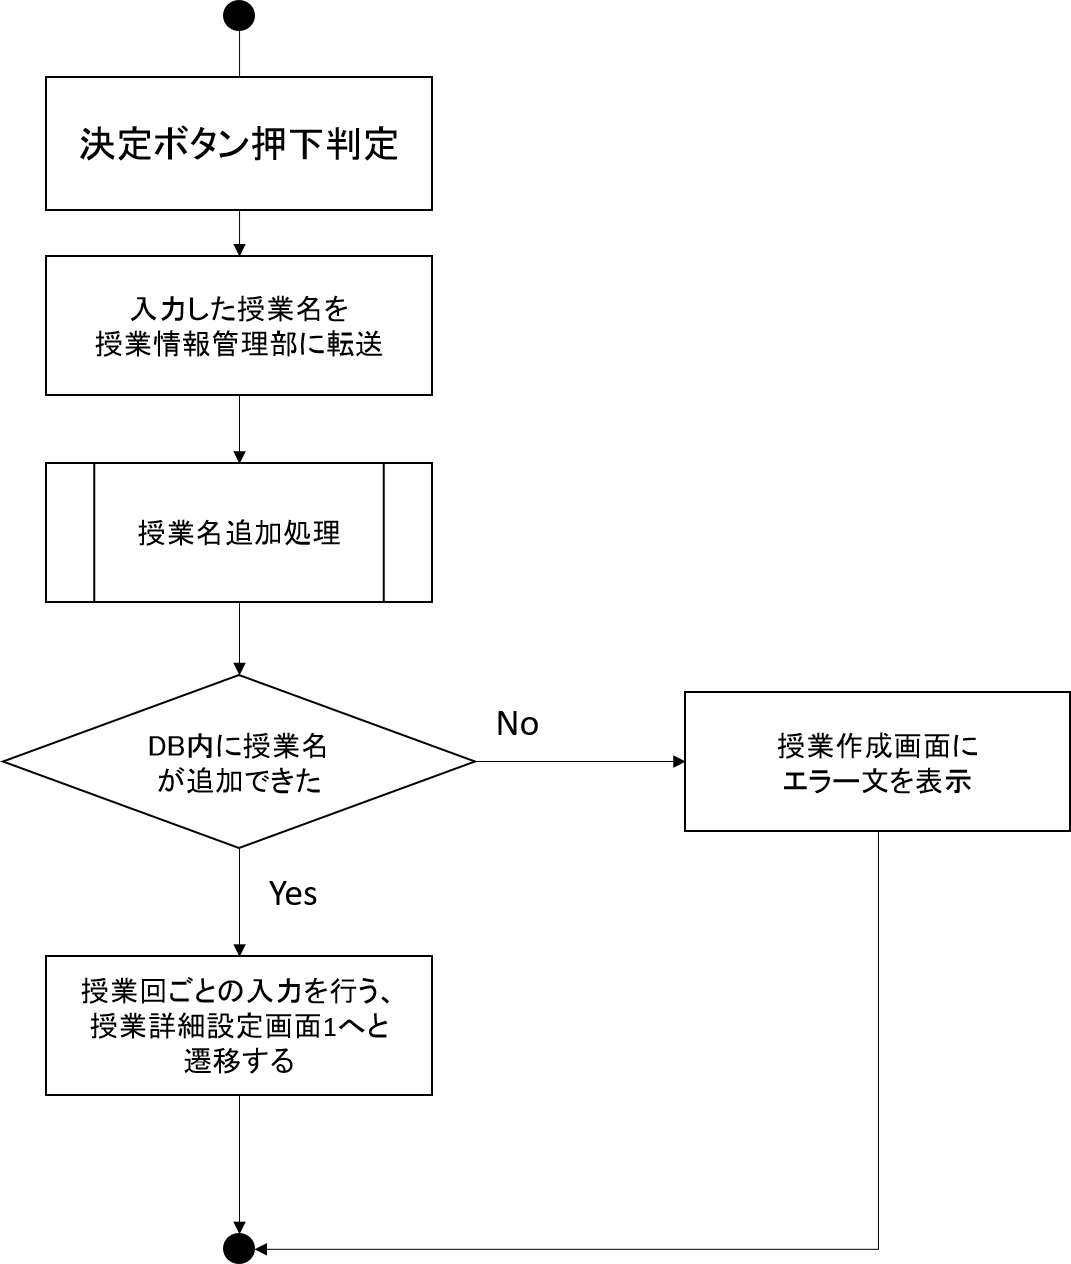 決定ボタン押下判定
入力した授業名を
授業情報管理部に転送
授業名追加処理
DB内に授業名
が追加できた
No
授業作成画面に
エラー文を表示
Yes
授業回ごとの入力を行う、
授業詳細設定画面1へと
遷移する